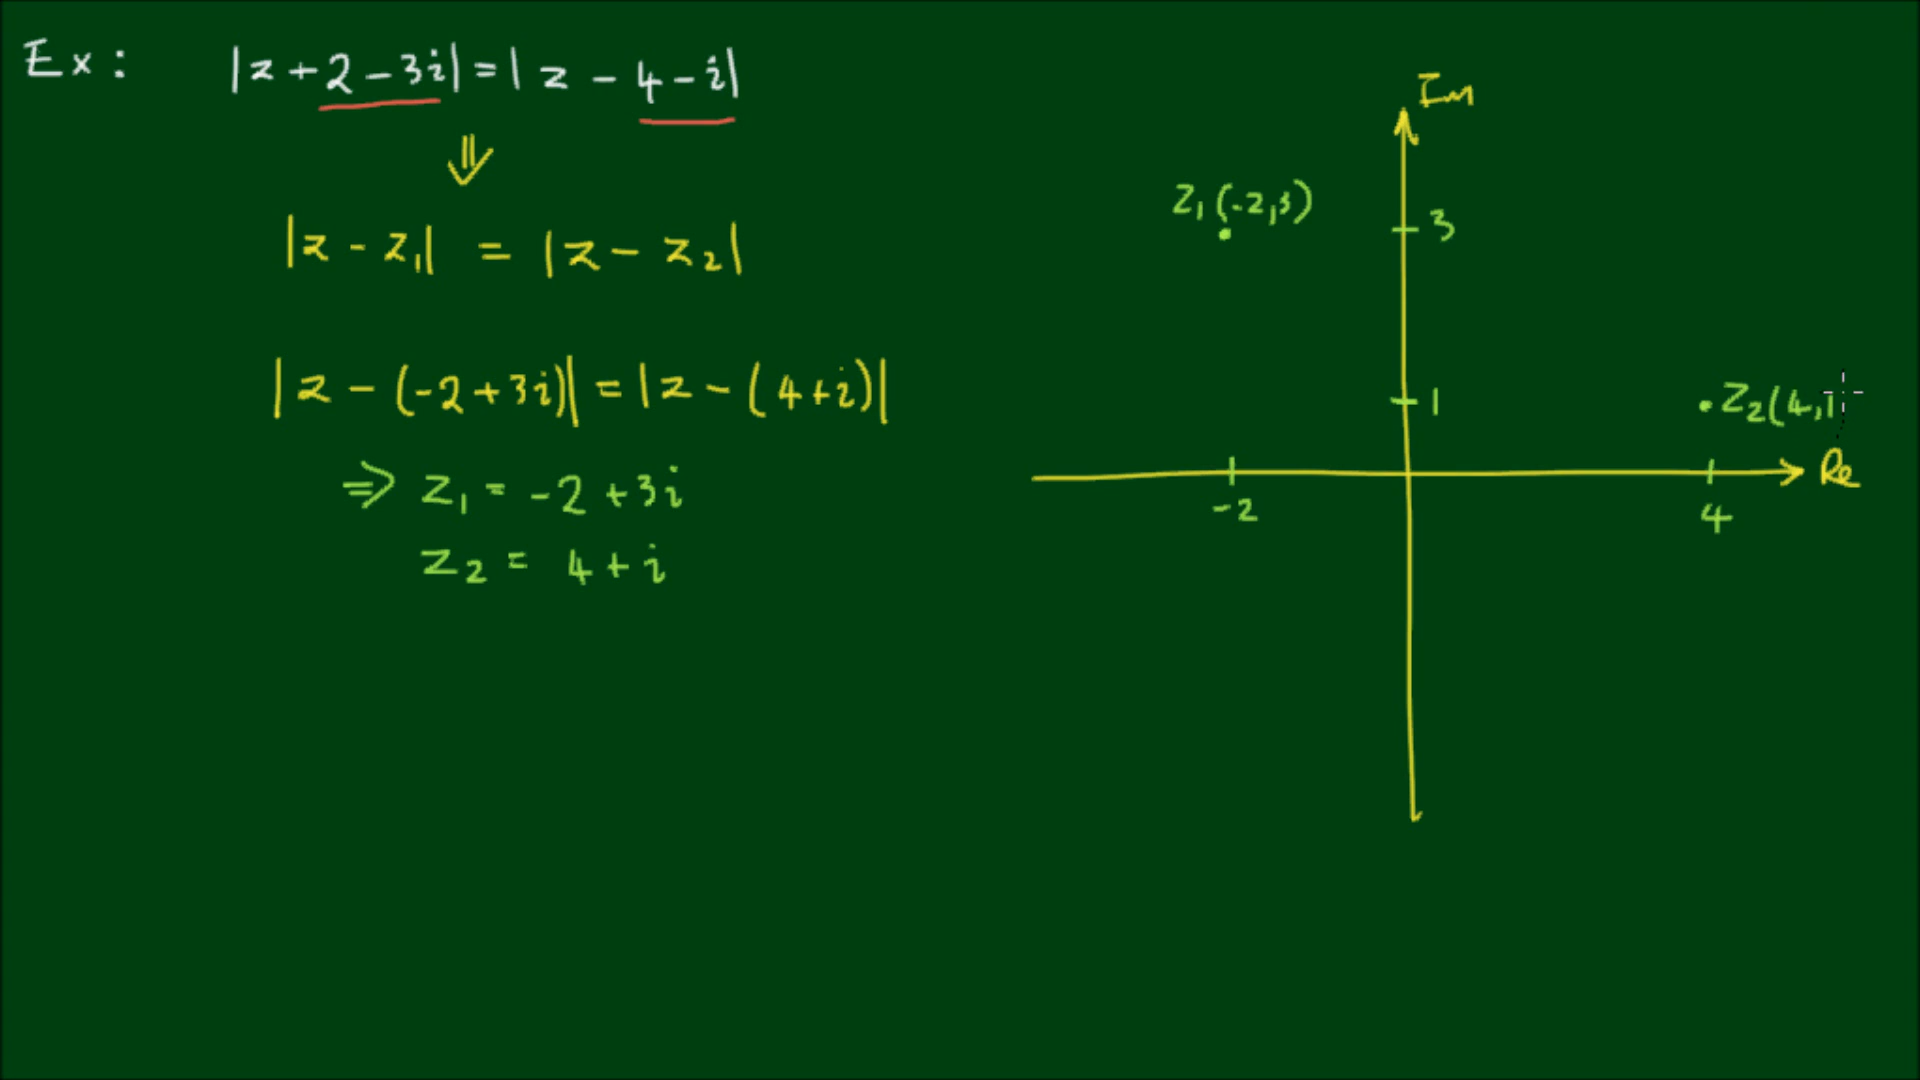 Ex: |z+2-3i|=|z-4-i|
⇓
|z-z₁| = |z-z₂|
|z-(-2+3i)|=|z-(4+i)|
⇒ z₁ = -2+3i
z₂ = 4+i
Im
z₁(-2,3)
3
1
z₂(4,1
Re
-2
4